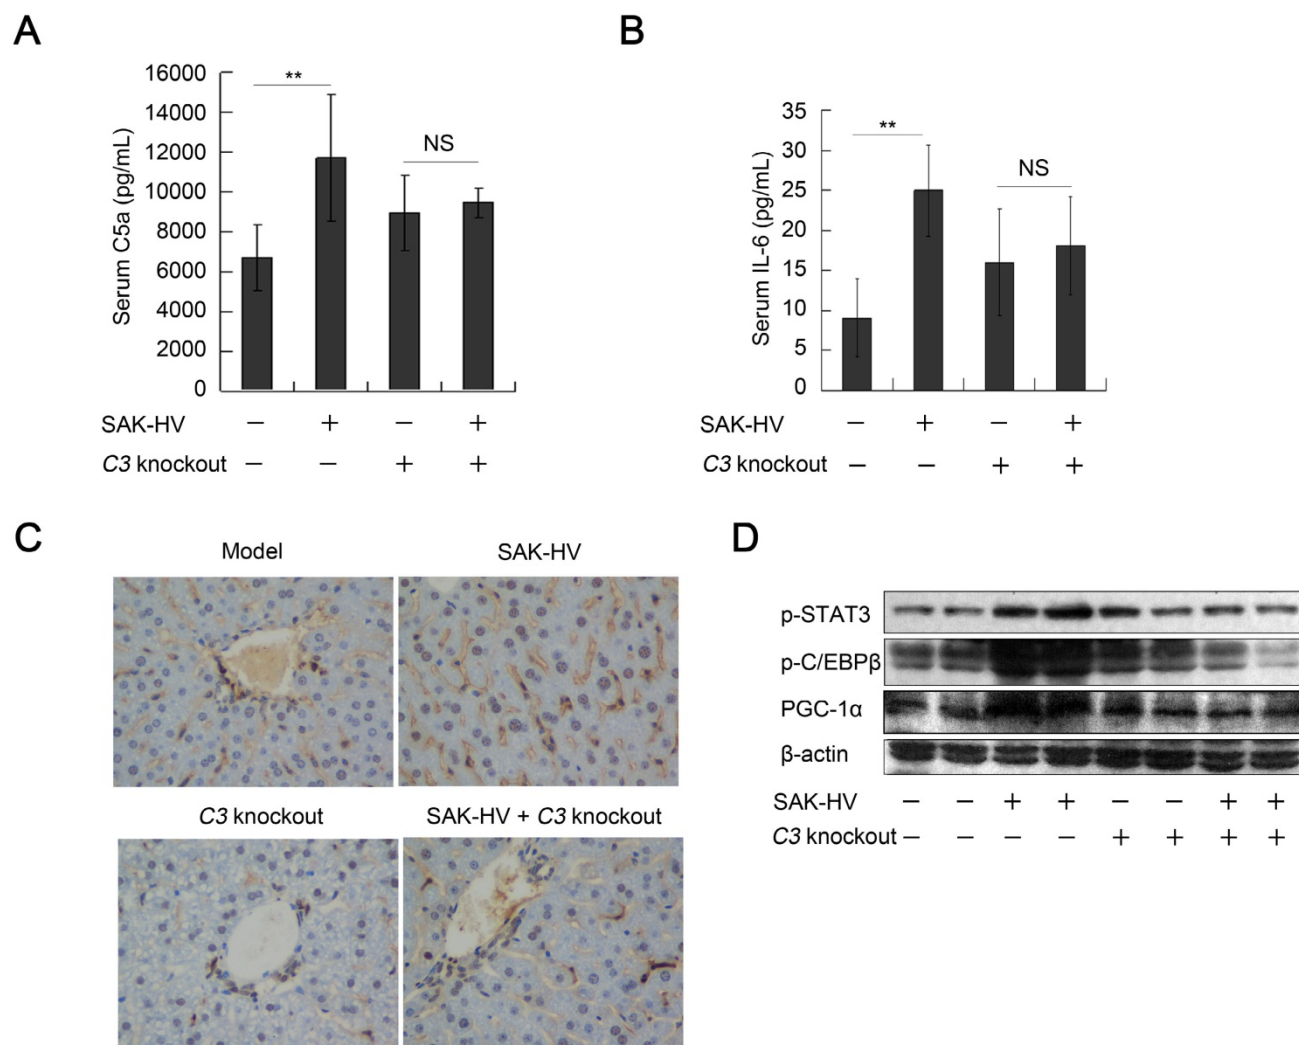 A
Serum C5a (pg/mL)
16000
14000
12000
10000
8000
6000
4000
2000
0
**
NS
SAK-HV − + − +
C3 knockout − − + +
B
Serum IL-6 (pg/mL)
35
30
25
20
15
10
5
0
**
NS
SAK-HV − + − +
C3 knockout − − + +
C
Model SAK-HV
C3 knockout SAK-HV + C3 knockout
D
p-STAT3
p-C/EBPβ
PGC-1α
β-actin
SAK-HV − − + + − − + +
C3 knockout − − − − + + + +